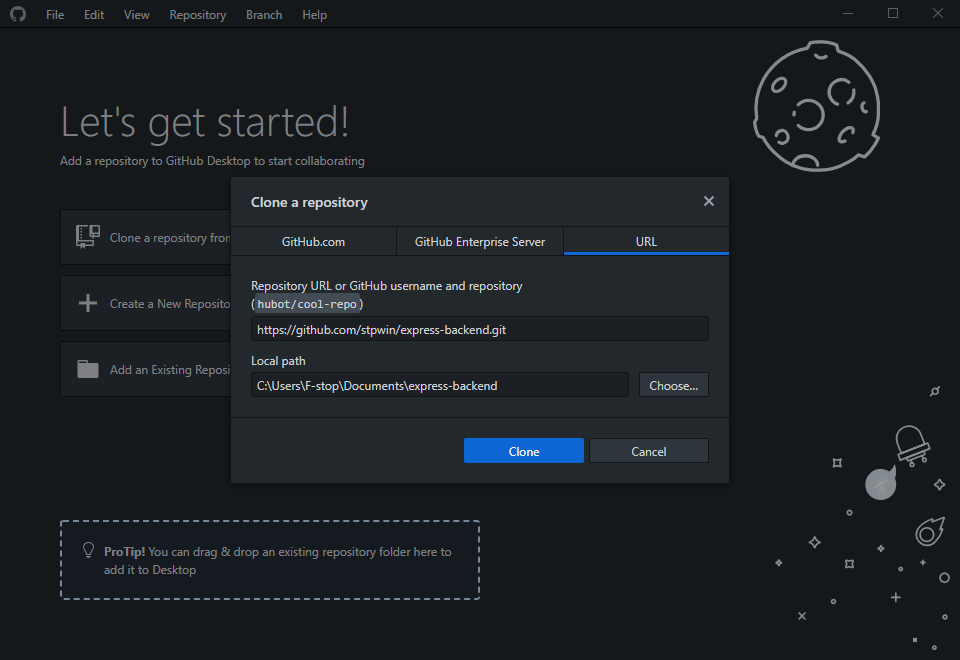 File Edit View Repository Branch Help
Let's get started!
Add a repository to GitHub Desktop to start collaborating
Clone a repository from
Create a New Reposito
Add an Existing Reposi
Clone a repository
GitHub.com GitHub Enterprise Server URL
Repository URL or GitHub username and repository
(hubot/cool-repo)
https://github.com/stpwin/express-backend.git
Local path
C:\Users\F-stop\Documents\express-backend Choose...
Clone Cancel
ProTip! You can drag & drop an existing repository folder here to
add it to Desktop